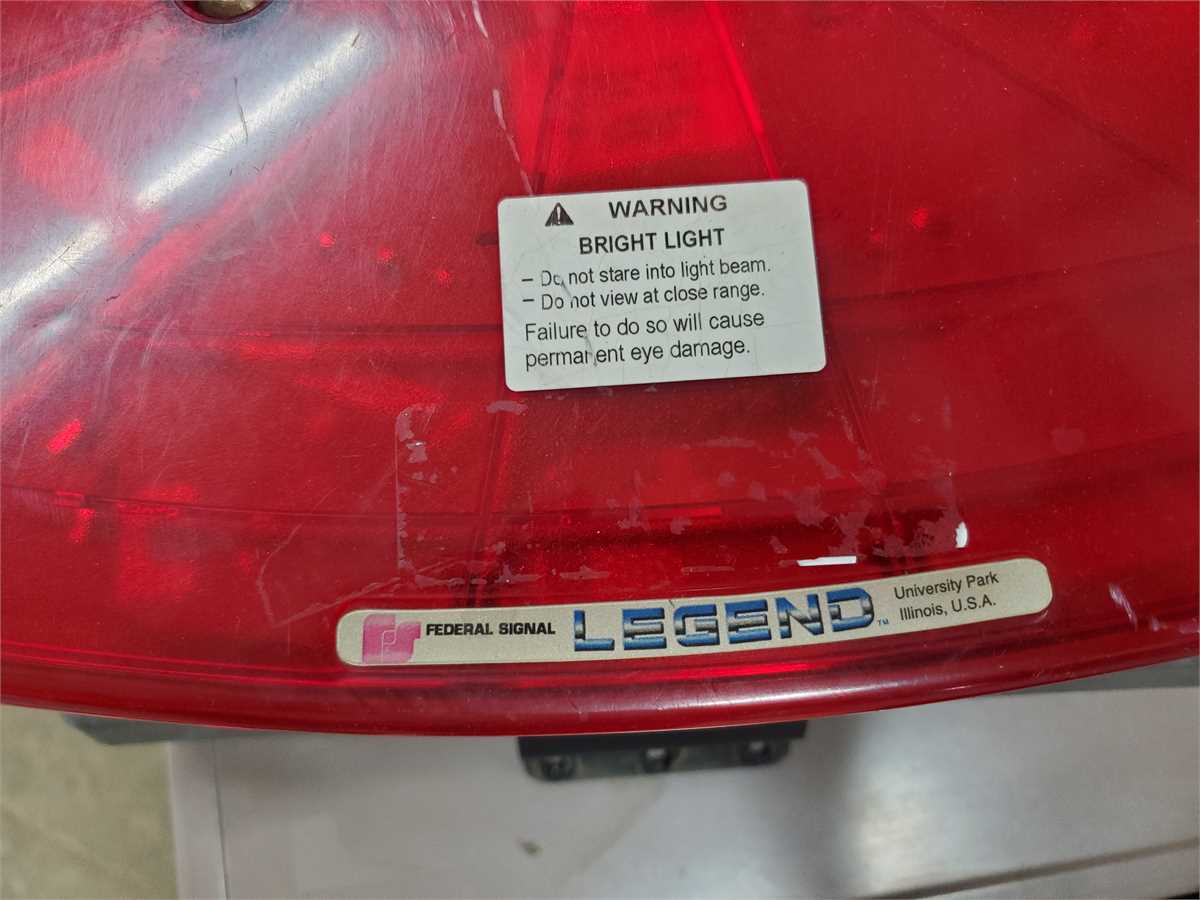 WARNING
BRIGHT LIGHT
– Do not stare into light beam.
– Do not view at close range.
Failure to do so will cause
permanent eye damage.
FEDERAL SIGNAL LEGEND™ University Park
Illinois, U.S.A.